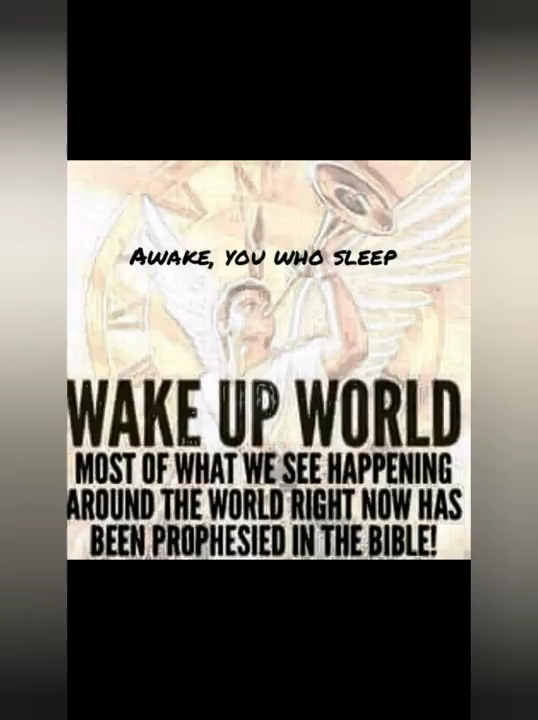 AWAKE, YOU WHO SLEEP
WAKE UP WORLD
MOST OF WHAT WE SEE HAPPENING
AROUND THE WORLD RIGHT NOW HAS
BEEN PROPHESIED IN THE BIBLE!